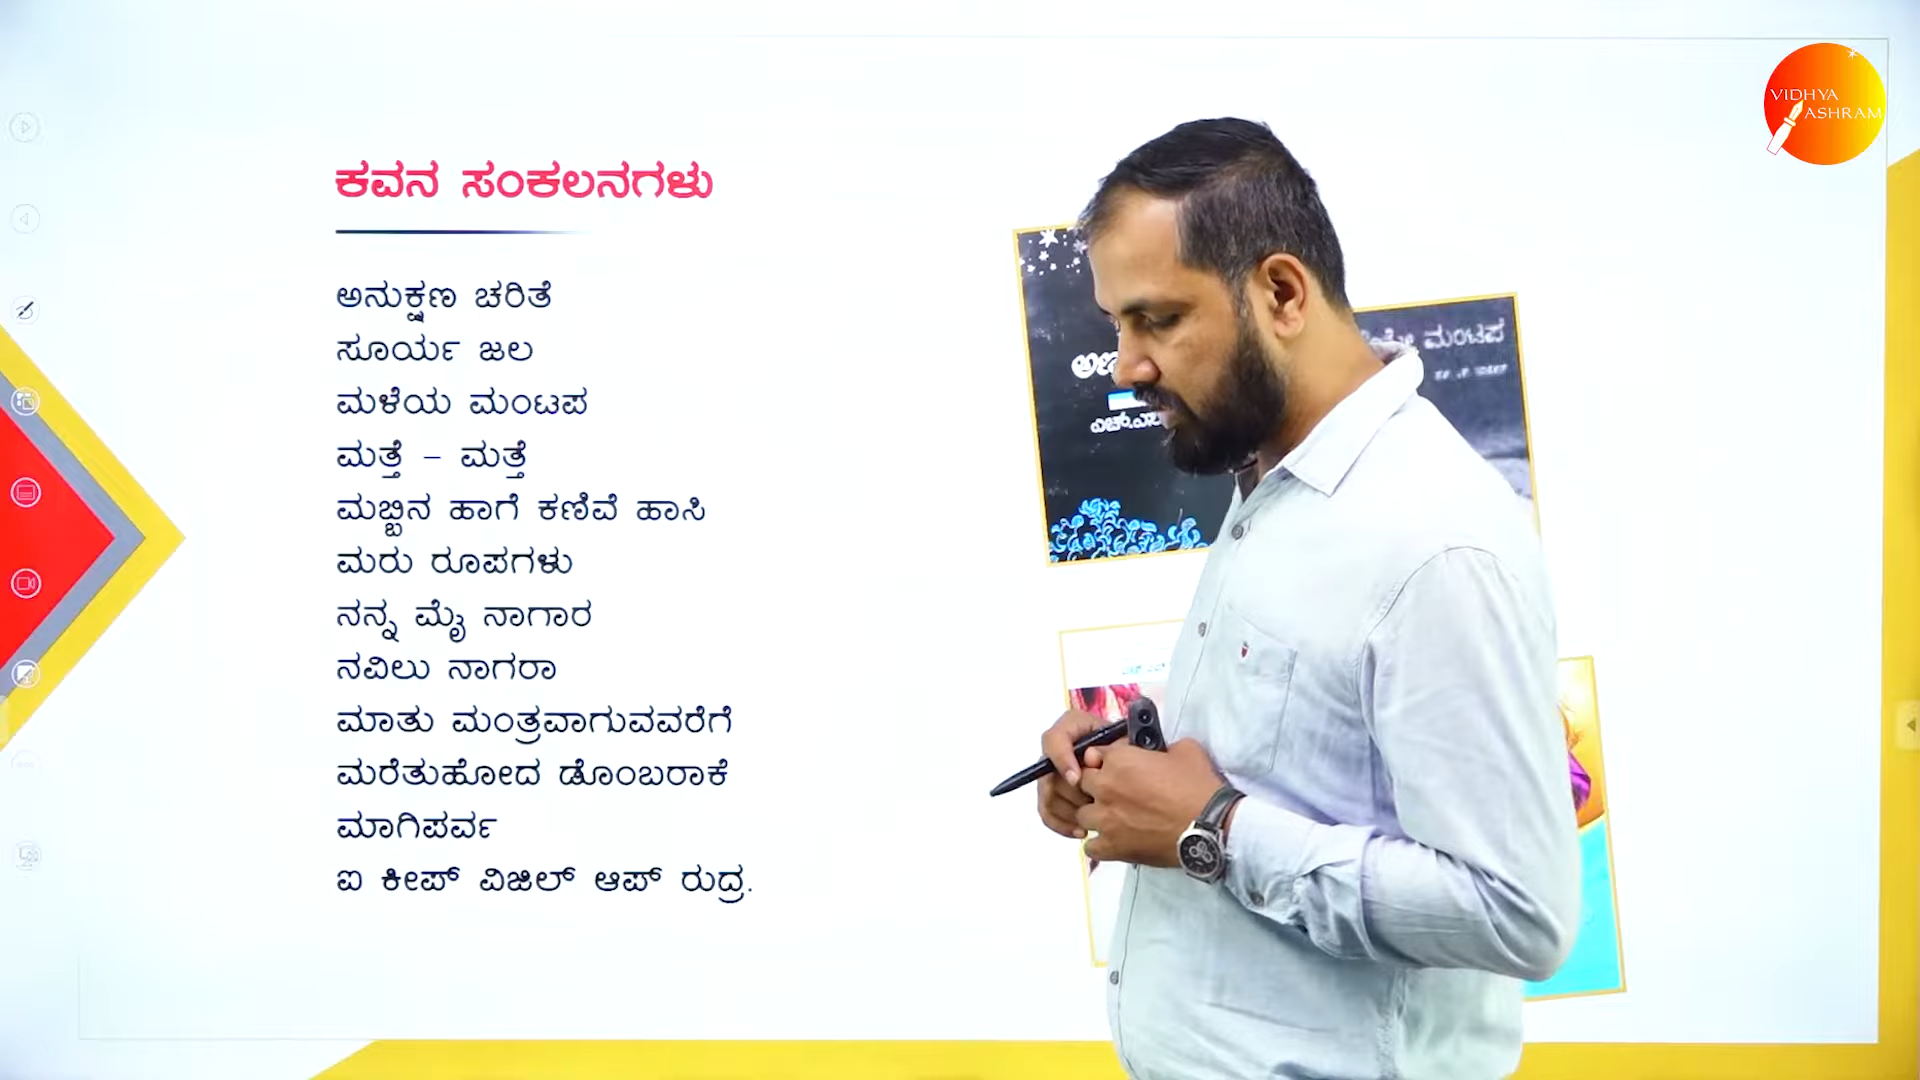 VIDHYA
ASHRAM
ಕವನ ಸಂಕಲನಗಳು
ಅನುಕ್ಷಣ ಚರಿತೆ
ಸೂರ್ಯ ಜಲ
ಮಳೆಯ ಮಂಟಪ
ಮತ್ತೆ – ಮತ್ತೆ
ಮಬ್ಬಿನ ಹಾಗೆ ಕಣಿವೆ ಹಾಸಿ
ಮರು ರೂಪಗಳು
ನನ್ನ ಮೈ ನಾಗಾರ
ನವಿಲು ನಾಗರಾ
ಮಾತು ಮಂತ್ರವಾಗುವವರೆಗೆ
ಮರೆತುಹೋದ ಡೊಂಬರಾಕೆ
ಮಾಗಿಪರ್ವ
ಐ ಕೀಪ್ ವಿಜಿಲ್ ಆಪ್ ರುದ್ರ.
ಮಂಟಪ